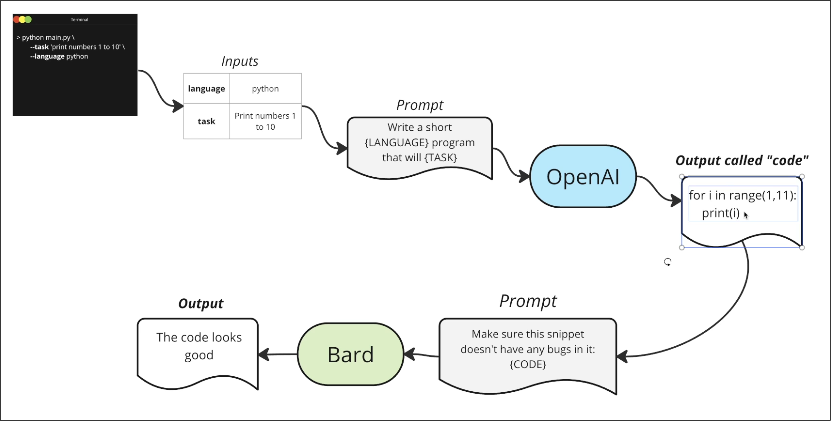 Terminal
> python main.py \
--task 'print numbers 1 to 10' \
--language python
Inputs
language python
task Print numbers 1
to 10
Prompt
Write a short
{LANGUAGE} program
that will {TASK}
OpenAI
Output called "code"
for i in range(1,11):
print(i)
Prompt
Make sure this snippet
doesn't have any bugs in it:
{CODE}
Bard
Output
The code looks
good